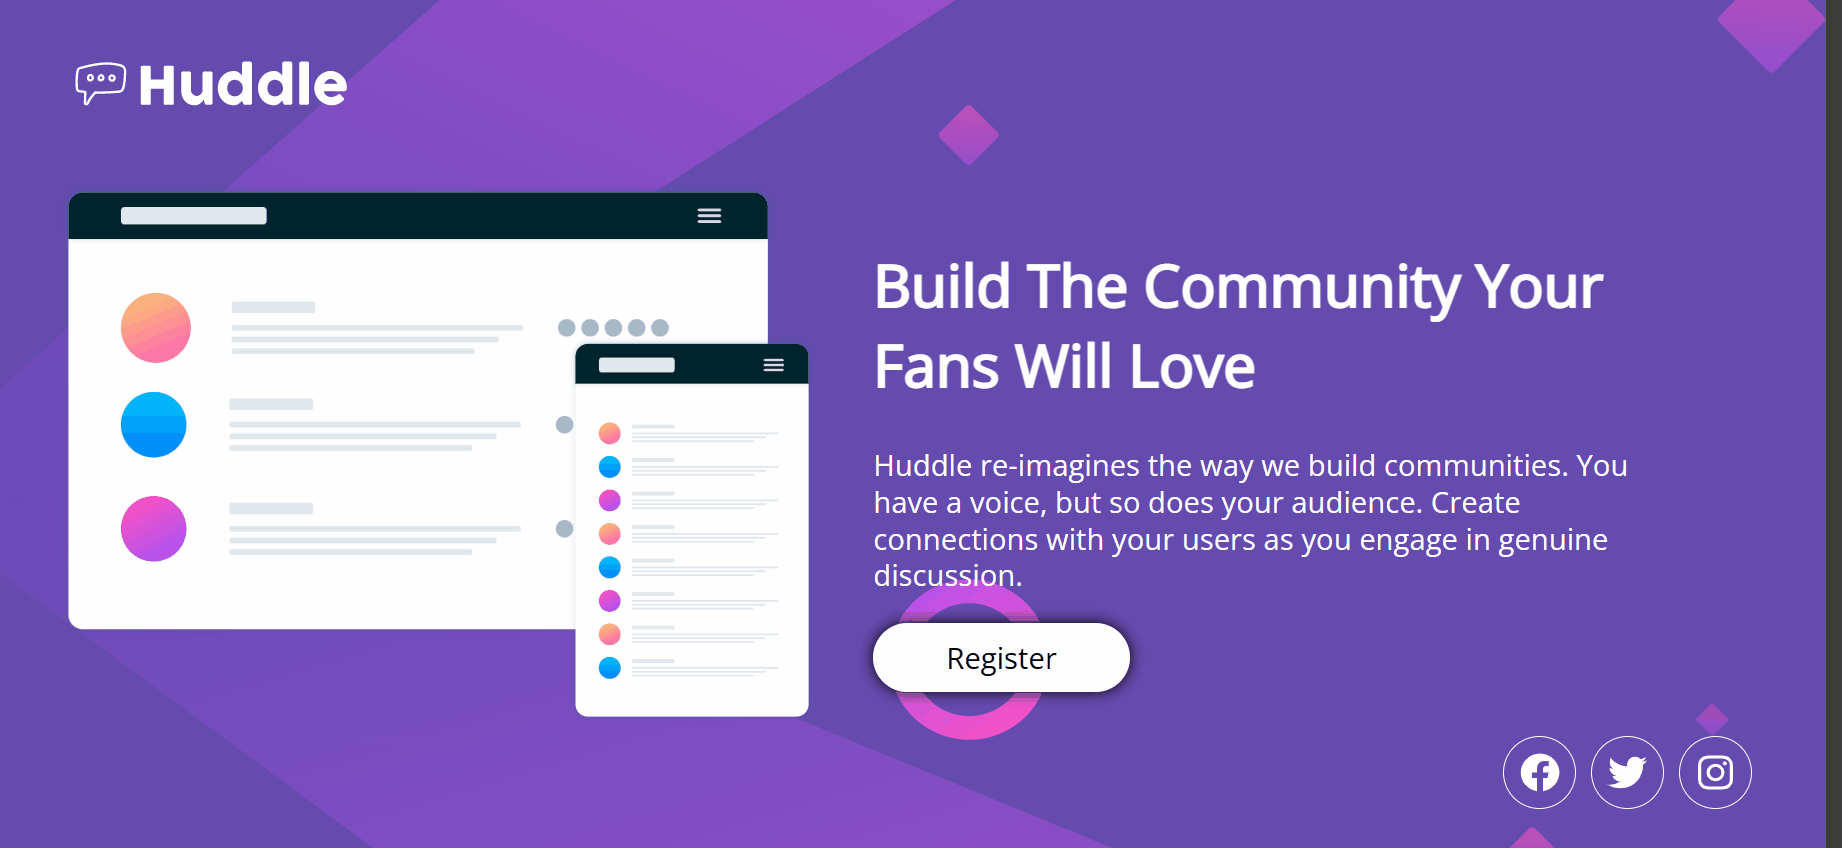 Huddle
Build The Community Your
Fans Will Love
Huddle re-imagines the way we build communities. You
have a voice, but so does your audience. Create
connections with your users as you engage in genuine
discussion.
Register